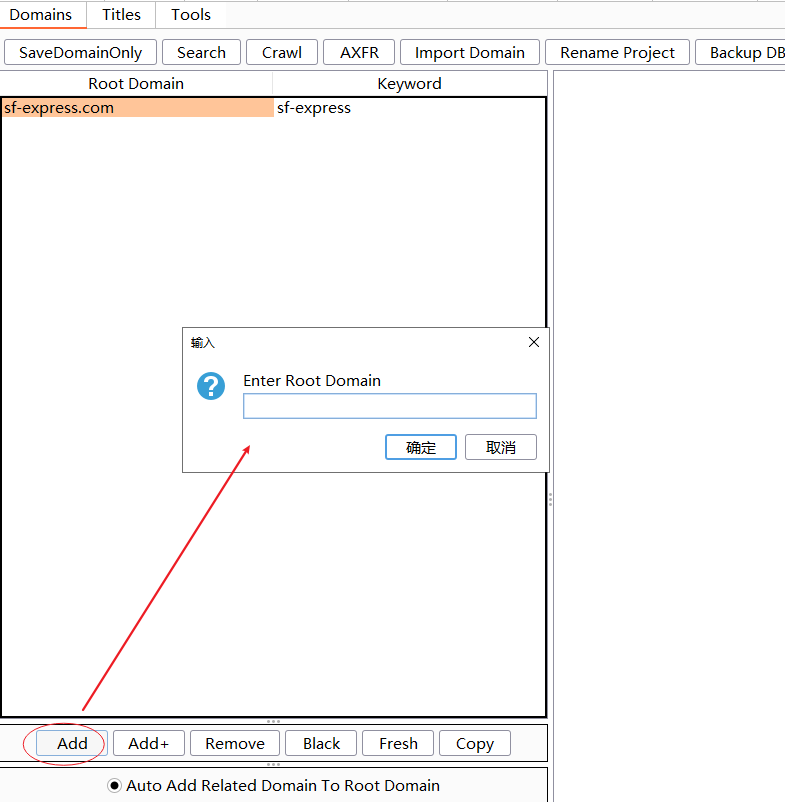 Domains Titles Tools
SaveDomainOnly Search Crawl AXFR Import Domain Rename Project Backup DB
Root Domain Keyword
sf-express.com sf-express
输入
Enter Root Domain
确定 取消
Add Add+ Remove Black Fresh Copy
Auto Add Related Domain To Root Domain